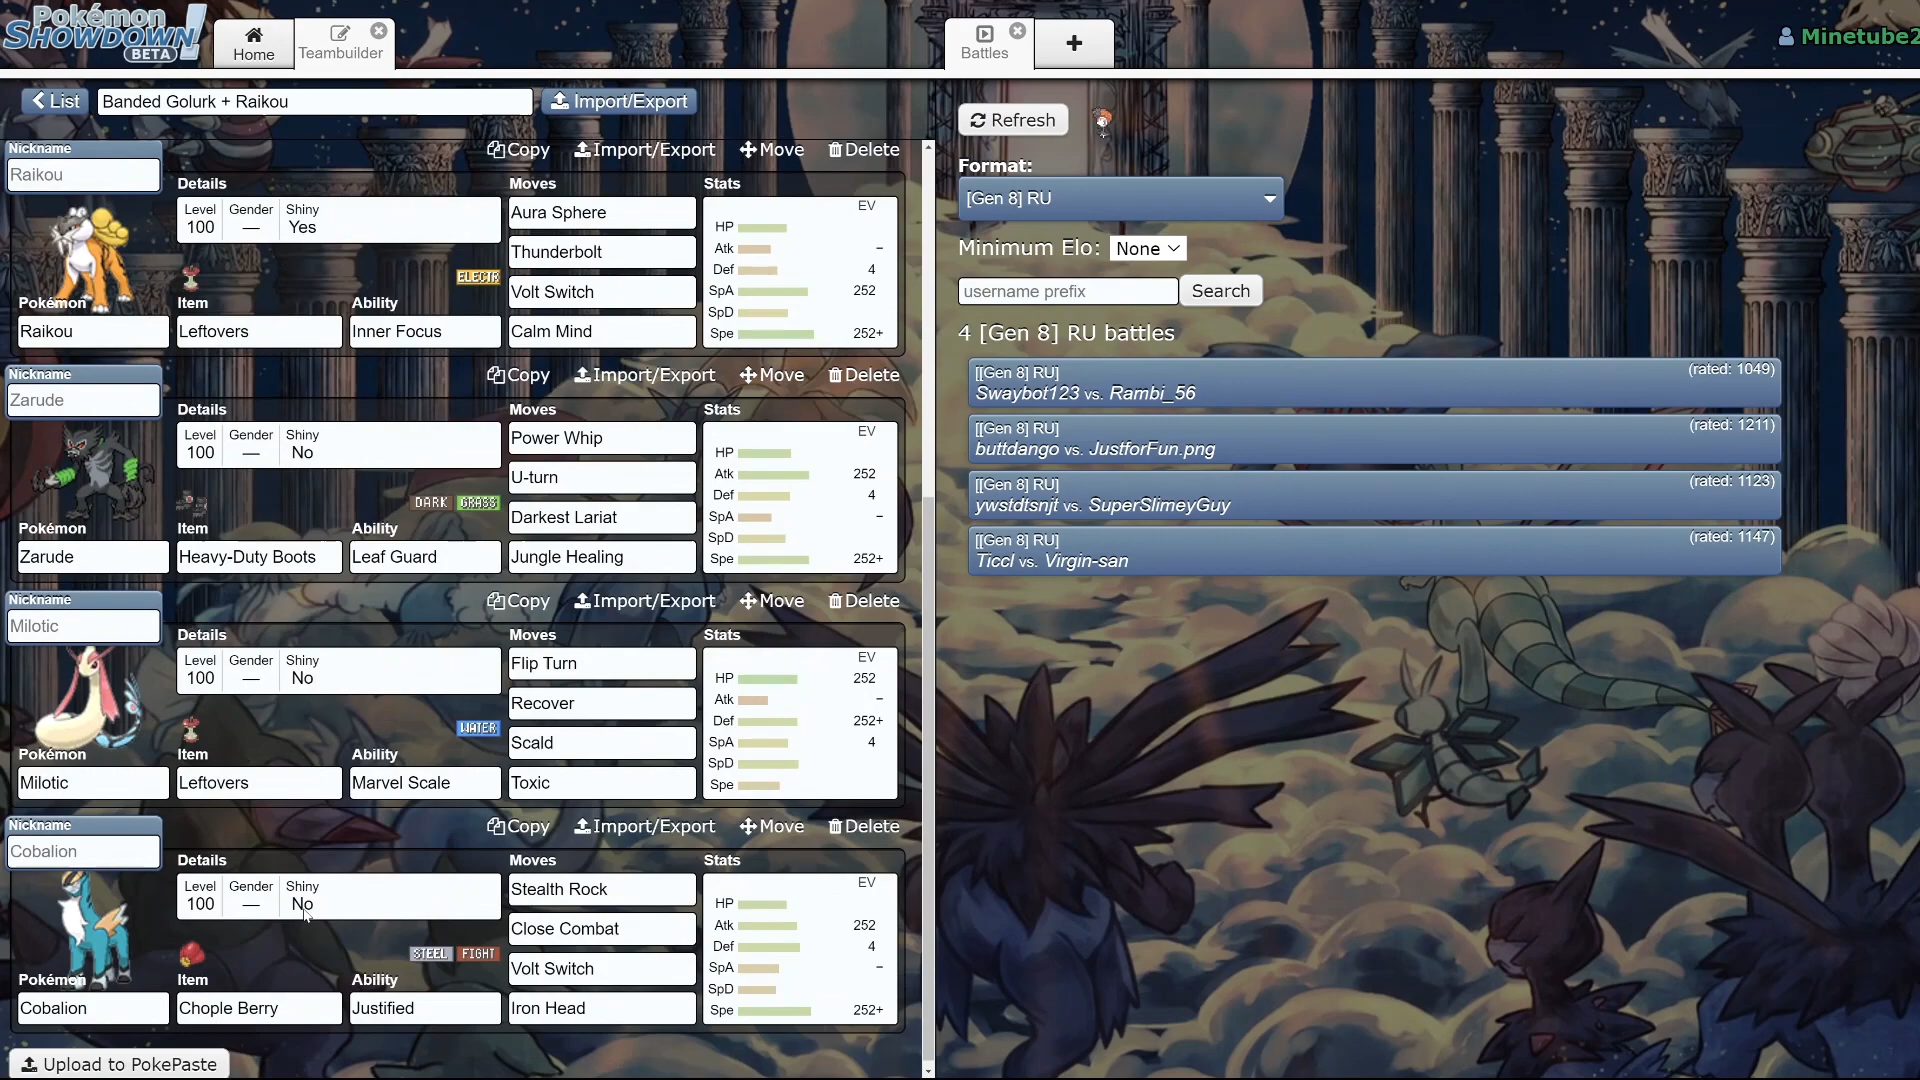 Pokémon
SHOWDOWN!
BETA
Home
Teambuilder
Battles
+
Minetube2
List
Banded Golurk + Raikou
Import/Export
Nickname
Raikou
Copy
Import/Export
Move
Delete
Details
Moves
Stats
Level
Gender
Shiny
100
—
Yes
ELECTR
Pokémon
Item
Ability
Raikou
Leftovers
Inner Focus
Aura Sphere
Thunderbolt
Volt Switch
Calm Mind
EV
HP
Atk –
Def 4
SpA 252
SpD
Spe 252+
Nickname
Zarude
Copy
Import/Export
Move
Delete
Details
Moves
Stats
Level
Gender
Shiny
100
—
No
DARK
GRASS
Pokémon
Item
Ability
Zarude
Heavy-Duty Boots
Leaf Guard
Power Whip
U-turn
Darkest Lariat
Jungle Healing
EV
HP
Atk 252
Def 4
SpA –
SpD
Spe 252+
Nickname
Milotic
Copy
Import/Export
Move
Delete
Details
Moves
Stats
Level
Gender
Shiny
100
—
No
WATER
Pokémon
Item
Ability
Milotic
Leftovers
Marvel Scale
Flip Turn
Recover
Scald
Toxic
EV
HP 252
Atk –
Def 252+
SpA 4
SpD
Spe
Nickname
Cobalion
Copy
Import/Export
Move
Delete
Details
Moves
Stats
Level
Gender
Shiny
100
—
No
STEEL
FIGHT
Pokémon
Item
Ability
Cobalion
Chople Berry
Justified
Stealth Rock
Close Combat
Volt Switch
Iron Head
EV
HP
Atk 252
Def 4
SpA –
SpD
Spe 252+
Upload to PokePaste
Refresh
Format:
[Gen 8] RU
Minimum Elo: None
username prefix
Search
4 [Gen 8] RU battles
[[Gen 8] RU]
(rated: 1049)
Swaybot123 vs. Rambi_56
[[Gen 8] RU]
(rated: 1211)
buttdango vs. JustforFun.png
[[Gen 8] RU]
(rated: 1123)
ywstdtsnjt vs. SuperSlimeyGuy
[[Gen 8] RU]
(rated: 1147)
Ticcl vs. Virgin-san